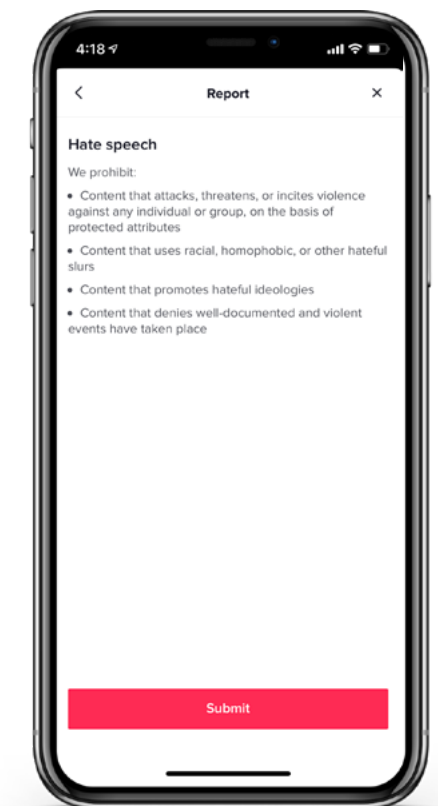 4:18
Report
Hate speech
We prohibit:
• Content that attacks, threatens, or incites violence
against any individual or group, on the basis of
protected attributes
• Content that uses racial, homophobic, or other hateful
slurs
• Content that promotes hateful ideologies
• Content that denies well-documented and violent
events have taken place
Submit